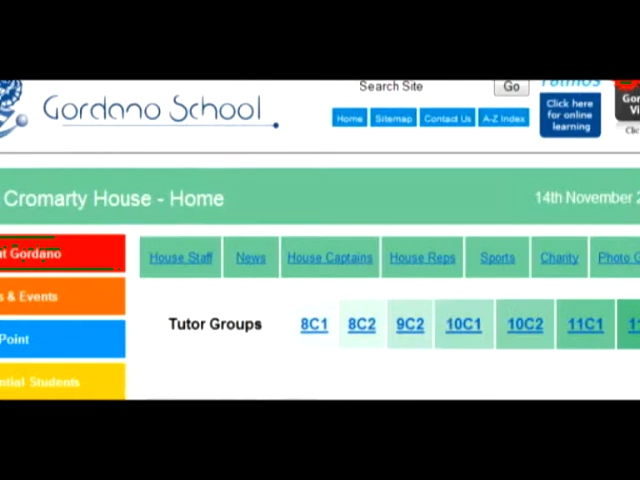 Search Site Go
Gordano School
Home Sitemap Contact Us A-Z Index
Click here
for online
learning
Cromarty House - Home
14th November
Gordano
House Staff News House Captains House Reps Sports Charity Photo
& Events
Tutor Groups 8C1 8C2 9C2 10C1 10C2 11C1
Point
Students